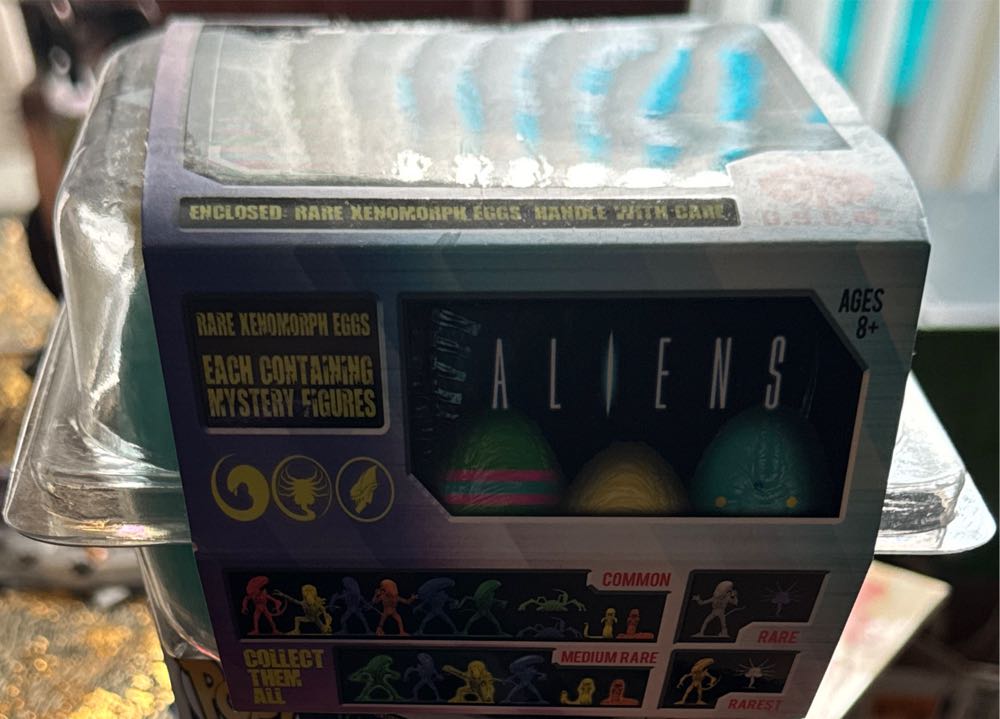 ENCLOSED: RARE XENOMORPH EGGS HANDLE WITH CARE
AGES
8+
RARE XENOMORPH EGGS
EACH CONTAINING
MYSTERY FIGURES
ALIENS
COMMON
RARE
COLLECT
THEM
ALL
MEDIUM RARE
RAREST